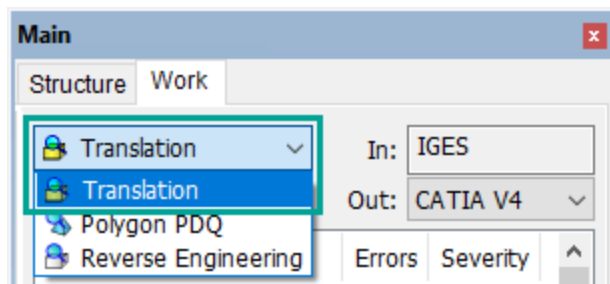 Main
Structure Work
Translation In: IGES
Translation Out: CATIA V4
Polygon PDQ
Reverse Engineering Errors Severity